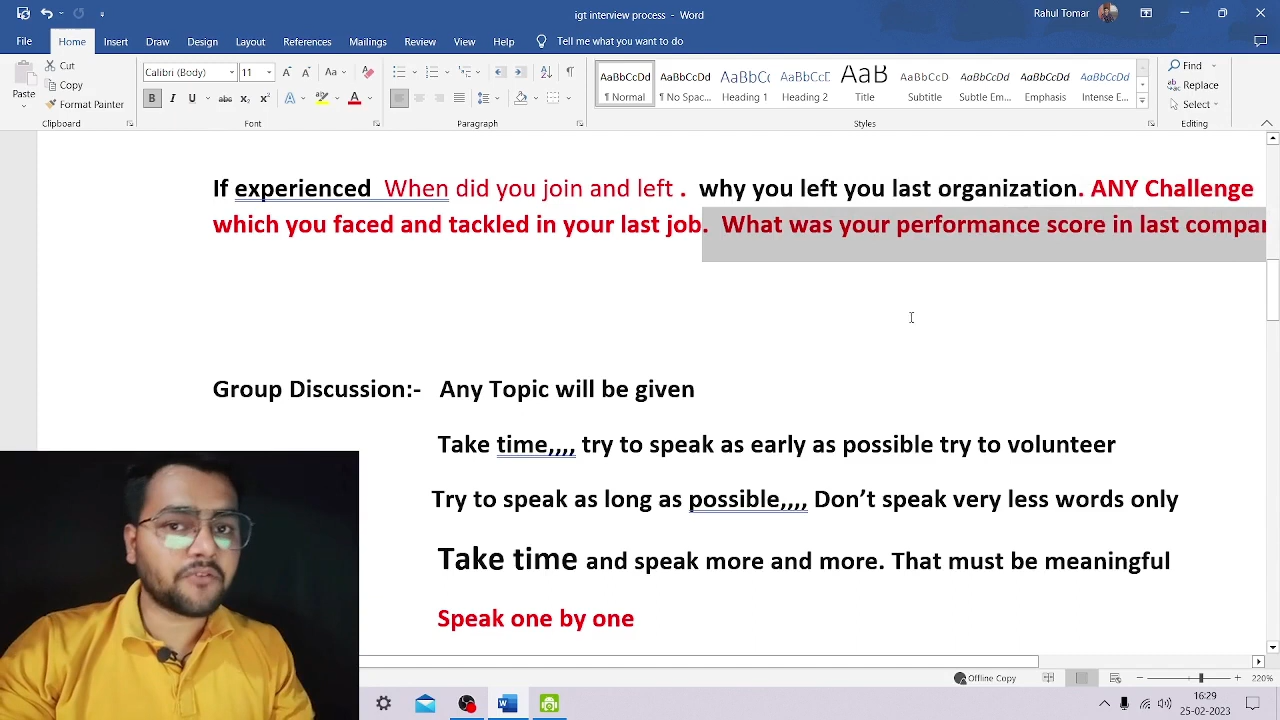 igt interview process - Word
Rahul Tomar
File Home Insert Draw Design Layout References Mailings Review View Help Tell me what you want to do
Paste
Cut
Copy
Format Painter
Clipboard
Calibri (Body) 11
Font
Paragraph
AaBbCcDd AaBbCcDd AaBbCc AaBbCcE AaB AaBbCcD AaBbCcDd AaBbCcDd AaBbCcDd
¶ Normal ¶ No Spac... Heading 1 Heading 2 Title Subtitle Subtle Em... Emphasis Intense E...
Styles
Find
Replace
Select
Editing
If experienced When did you join and left . why you left you last organization. ANY Challenge
which you faced and tackled in your last job. What was your performance score in last compan
Group Discussion:- Any Topic will be given
Take time,,,, try to speak as early as possible try to volunteer
Try to speak as long as possible,,,, Don’t speak very less words only
Take time and speak more and more. That must be meaningful
Speak one by one
Offline Copy
220%
16:29
25-02-2023